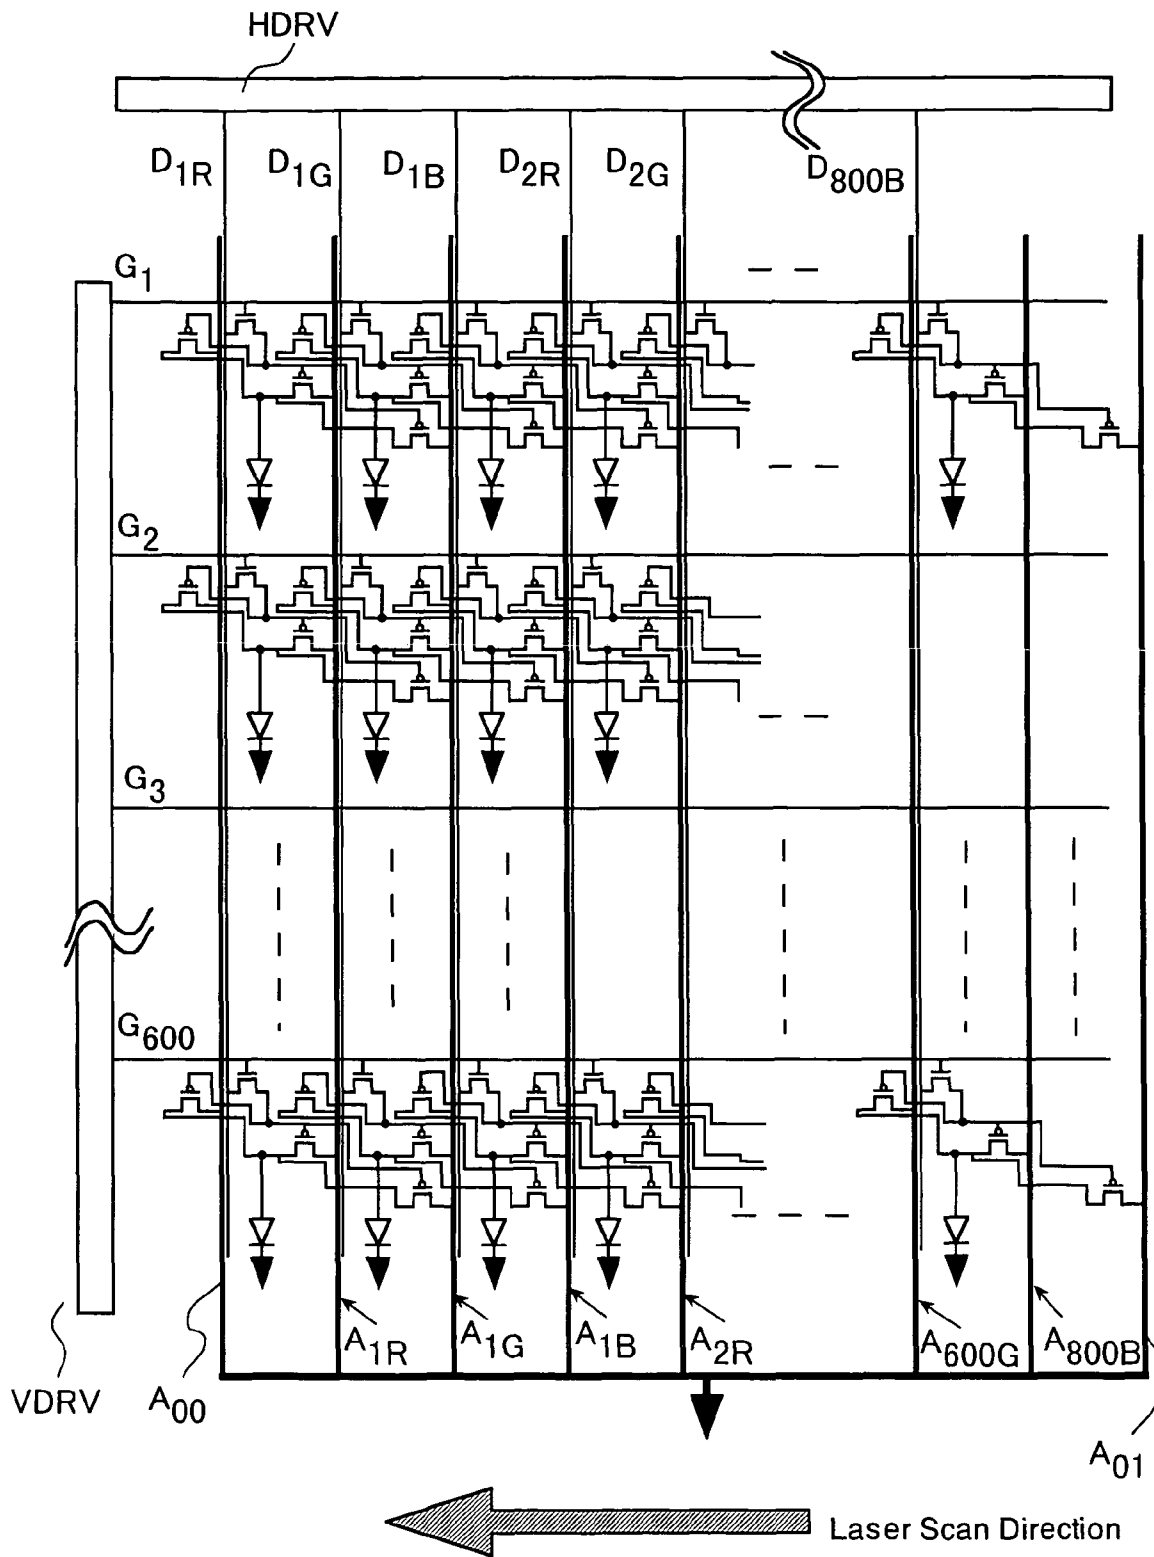 HDRV
D1R D1G D1B D2R D2G D800B
G1
G2
G3
G600
A1R A1G A1B A2R A600G A800B
VDRV A00
A01
Laser Scan Direction